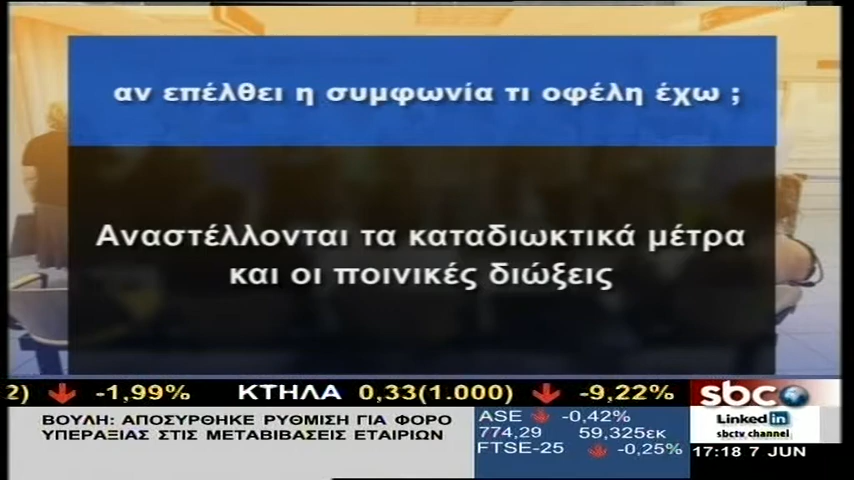 αν επέλθει η συμφωνία τι οφέλη έχω ;
Αναστέλλονται τα καταδιωκτικά μέτρα
και οι ποινικές διώξεις
2) -1,99% ΚΤΗΛΑ 0,33(1.000) -9,22%
sbc
ΒΟΥΛΗ: ΑΠΟΣΥΡΘΗΚΕ ΡΥΘΜΙΣΗ ΓΙΑ ΦΟΡΟ
ΥΠΕΡΑΞΙΑΣ ΣΤΙΣ ΜΕΤΑΒΙΒΑΣΕΙΣ ΕΤΑΙΡΙΩΝ
ASE -0,42%
774,29 59,325εκ
FTSE-25 -0,25%
Linked in
sbctv channel
17:18 7 JUN